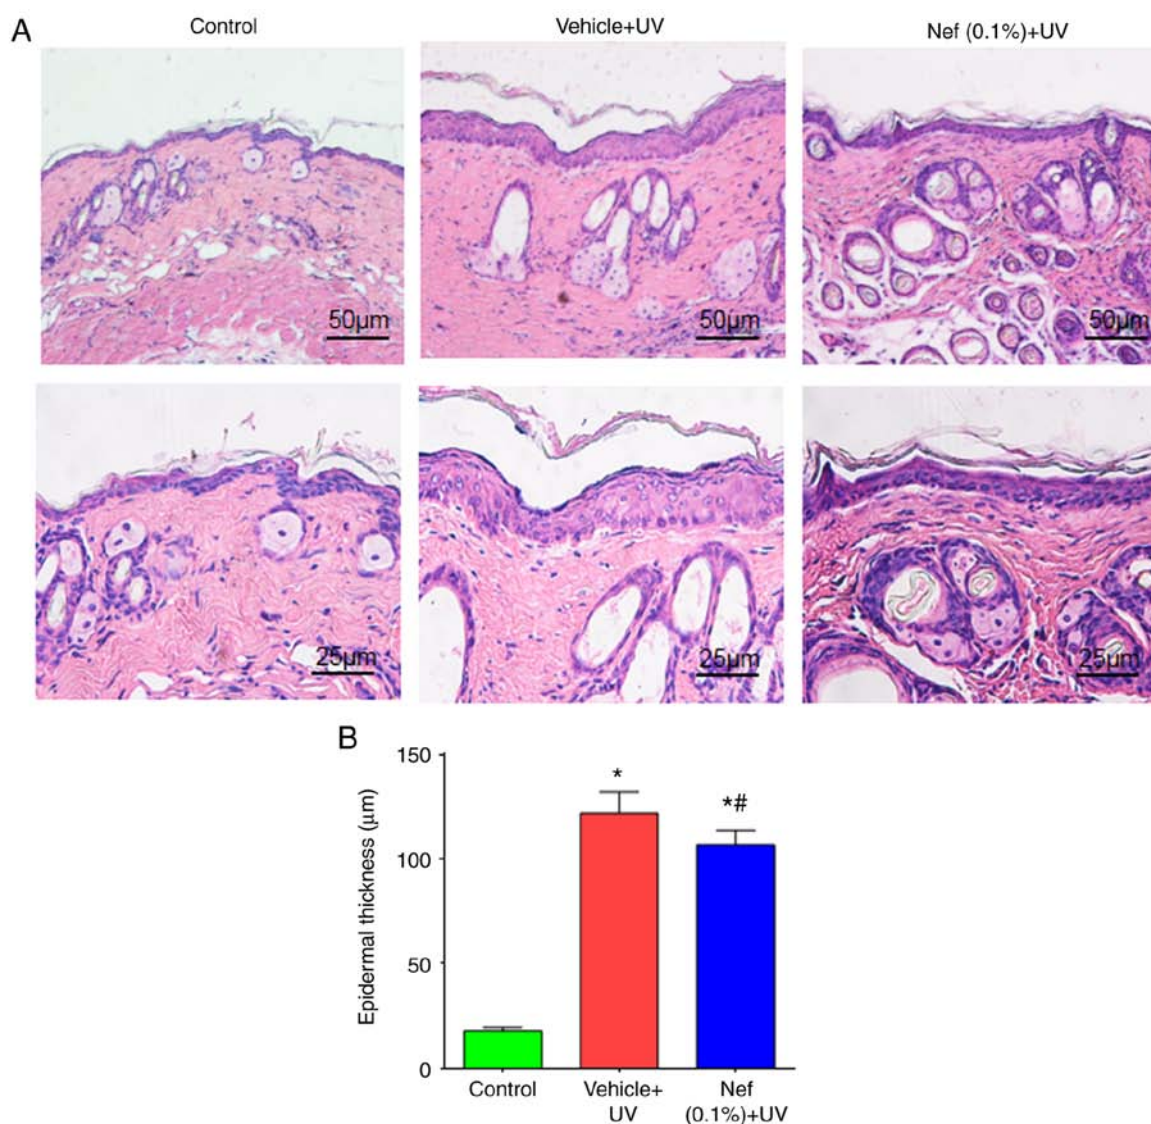 A
Control
Vehicle+UV
Nef (0.1%)+UV
50μm
50μm
50μm
25μm
25μm
25μm
B
Epidermal thickness (μm)
150
100
50
0
*
*#
Control
Vehicle+
UV
Nef
(0.1%)+UV